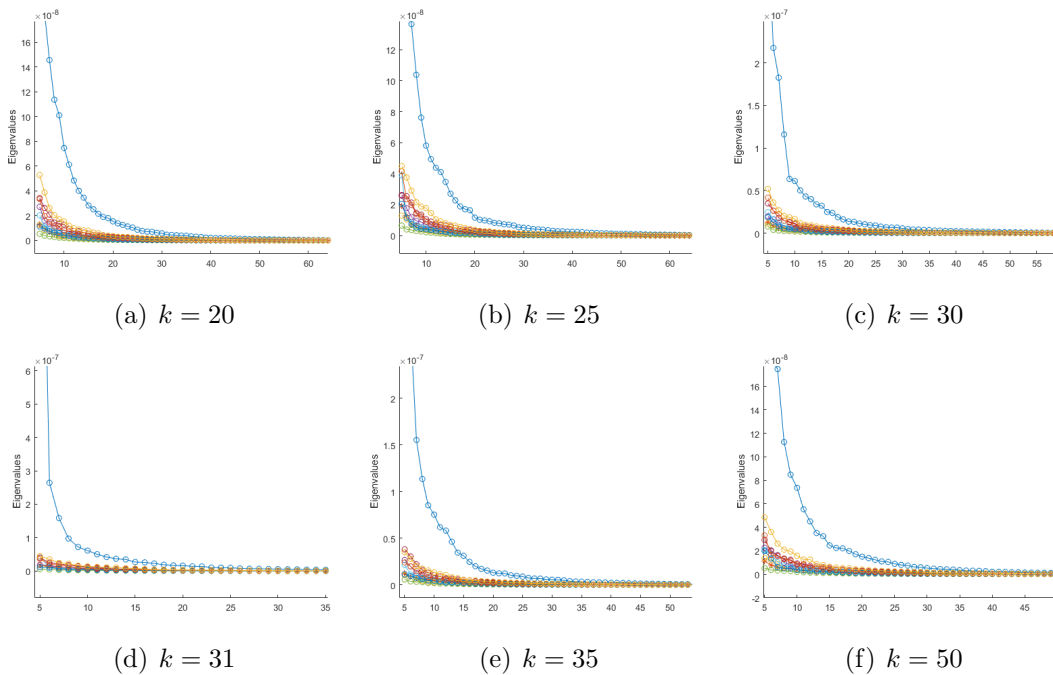 × 10^-8
× 10^-8
× 10^-7
Eigenvalues
16
14
12
10
8
6
4
2
0
10 20 30 40 50 60
Eigenvalues
12
10
8
6
4
2
0
10 20 30 40 50 60
Eigenvalues
2.5
2
1.5
1
0.5
0
5 10 15 20 25 30 35 40 45 50 55
(a) k = 20
(b) k = 25
(c) k = 30
× 10^-7
× 10^-7
× 10^-8
Eigenvalues
6
5
4
3
2
1
0
5 10 15 20 25 30 35
Eigenvalues
2
1.5
1
0.5
0
5 10 15 20 25 30 35 40 45 50
Eigenvalues
16
14
12
10
8
6
4
2
0
-2
5 10 15 20 25 30 35 40 45
(d) k = 31
(e) k = 35
(f) k = 50